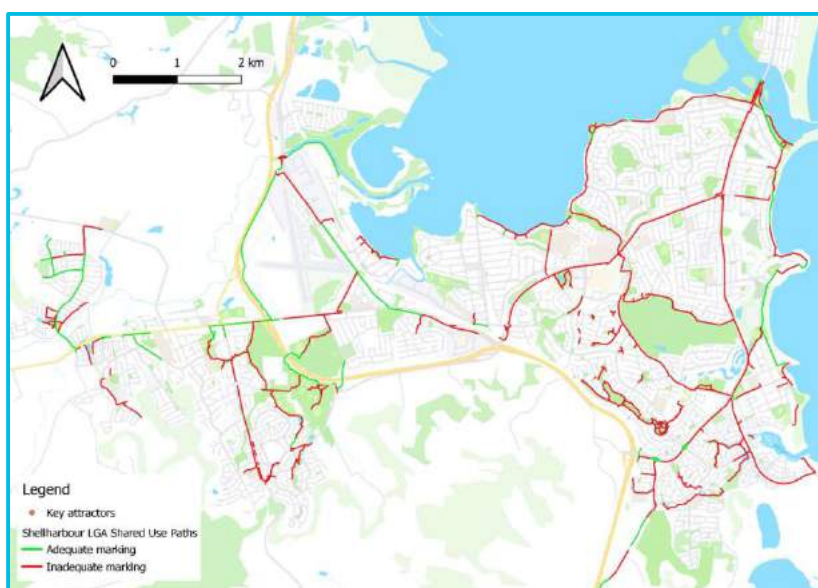 0 1 2 km
Legend
Key attractors
Shellharbour LGA Shared Use Paths
Adequate marking
Inadequate marking